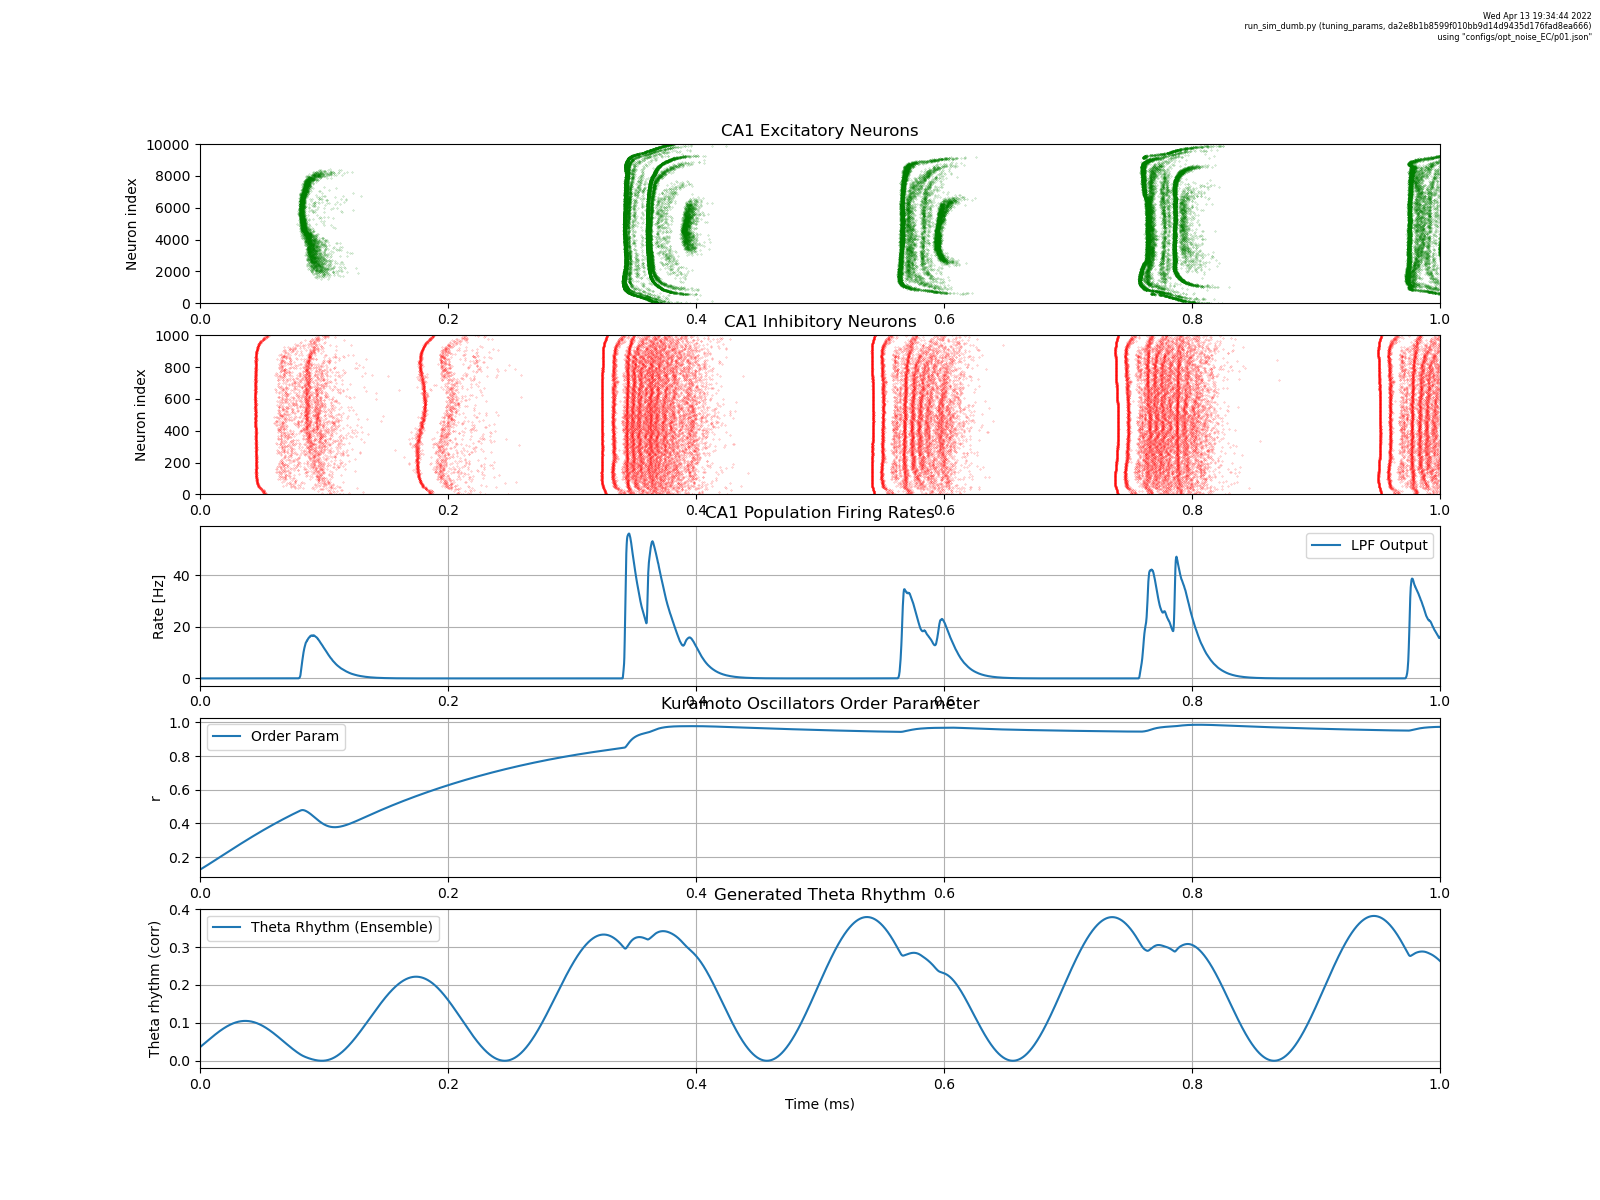 Wed Apr 13 19:34:44 2022
run_sim_dumb.py (tuning_params, da2e8b1b8599f010bb9d14d9435d176fad8ea666)
using "configs/opt_noise_EC/p01.json"
CA1 Excitatory Neurons
Neuron index
10000
8000
6000
4000
2000
0
0.0 0.2 0.4 0.6 0.8 1.0
CA1 Inhibitory Neurons
Neuron index
1000
800
600
400
200
0
0.0 0.2 0.4 0.6 0.8 1.0
CA1 Population Firing Rates
Rate [Hz]
40
20
0
LPF Output
0.0 0.2 0.4 0.6 0.8 1.0
Kuramoto Oscillators Order Parameter
r
1.0
0.8
0.6
0.4
0.2
Order Param
0.0 0.2 0.4 0.6 0.8 1.0
Generated Theta Rhythm
Theta rhythm (corr)
0.4
0.3
0.2
0.1
0.0
Theta Rhythm (Ensemble)
0.0 0.2 0.4 0.6 0.8 1.0
Time (ms)